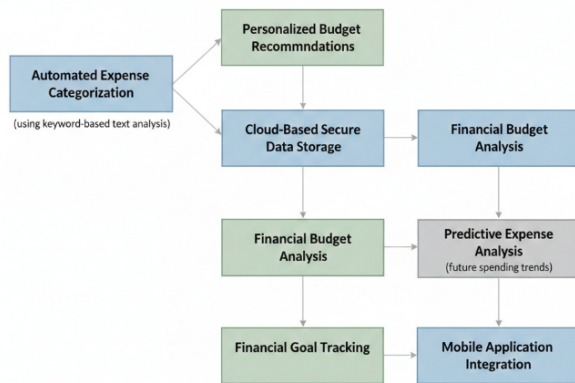 Personalized Budget
Recommndations
Automated Expense
Categorization
(using keyword-based text analysis)
Cloud-Based Secure
Data Storage
Financial Budget
Analysis
Financial Budget
Analysis
Predictive Expense
Analysis
(future spending trends)
Financial Goal Tracking
Mobile Application
Integration